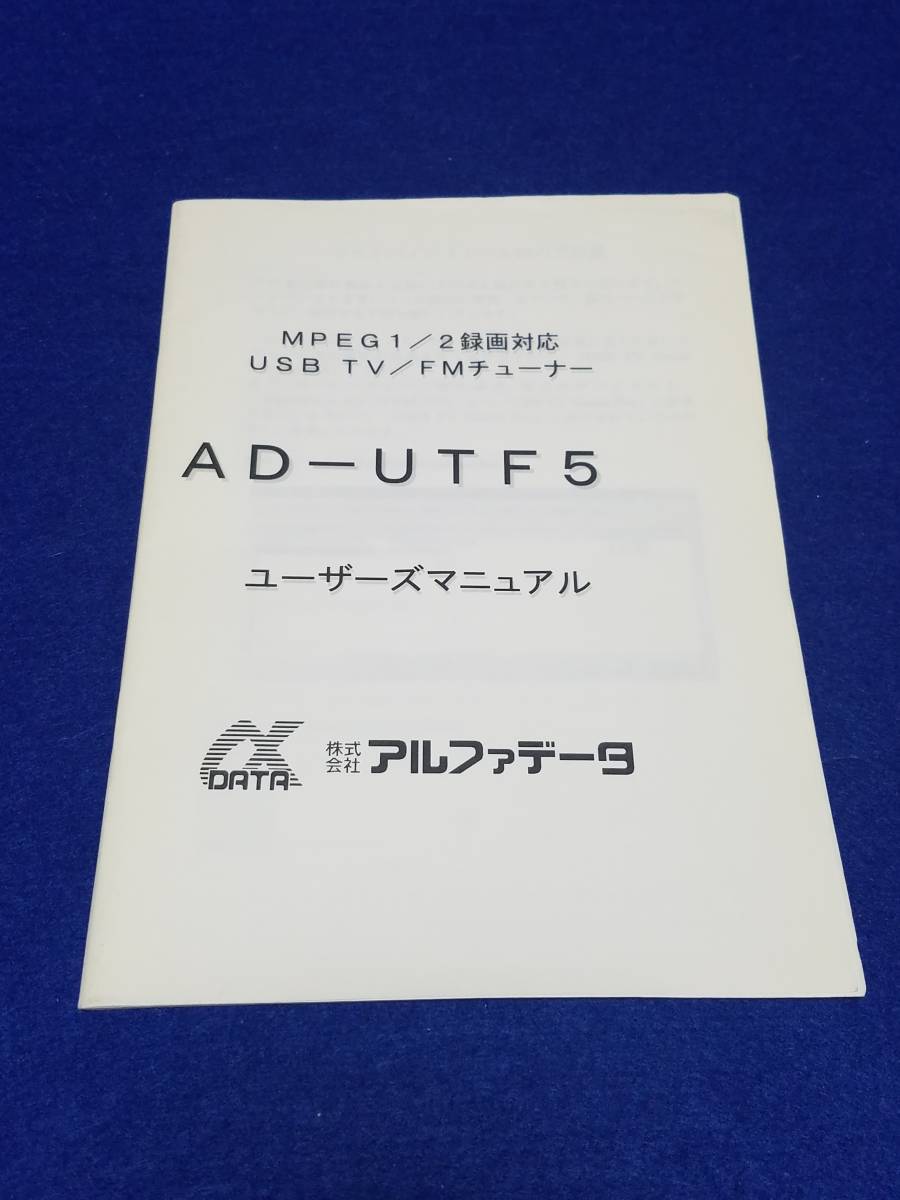 ＭＰＥＧ１／２録画対応
ＵＳＢ　ＴＶ／ＦＭチューナー
ＡＤ－ＵＴＦ５
ユーザーズマニュアル
αDATA 株式会社 アルファデータ